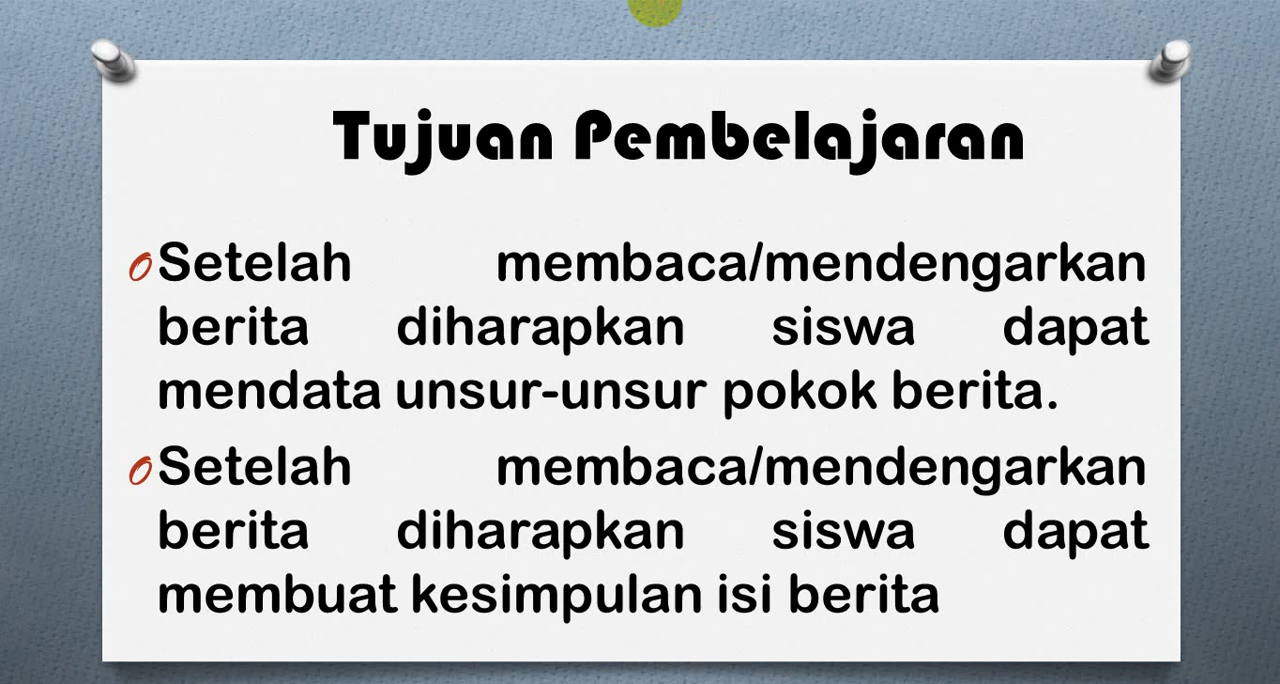 Tujuan Pembelajaran
Setelah membaca/mendengarkan
berita diharapkan siswa dapat
mendata unsur-unsur pokok berita.
Setelah membaca/mendengarkan
berita diharapkan siswa dapat
membuat kesimpulan isi berita